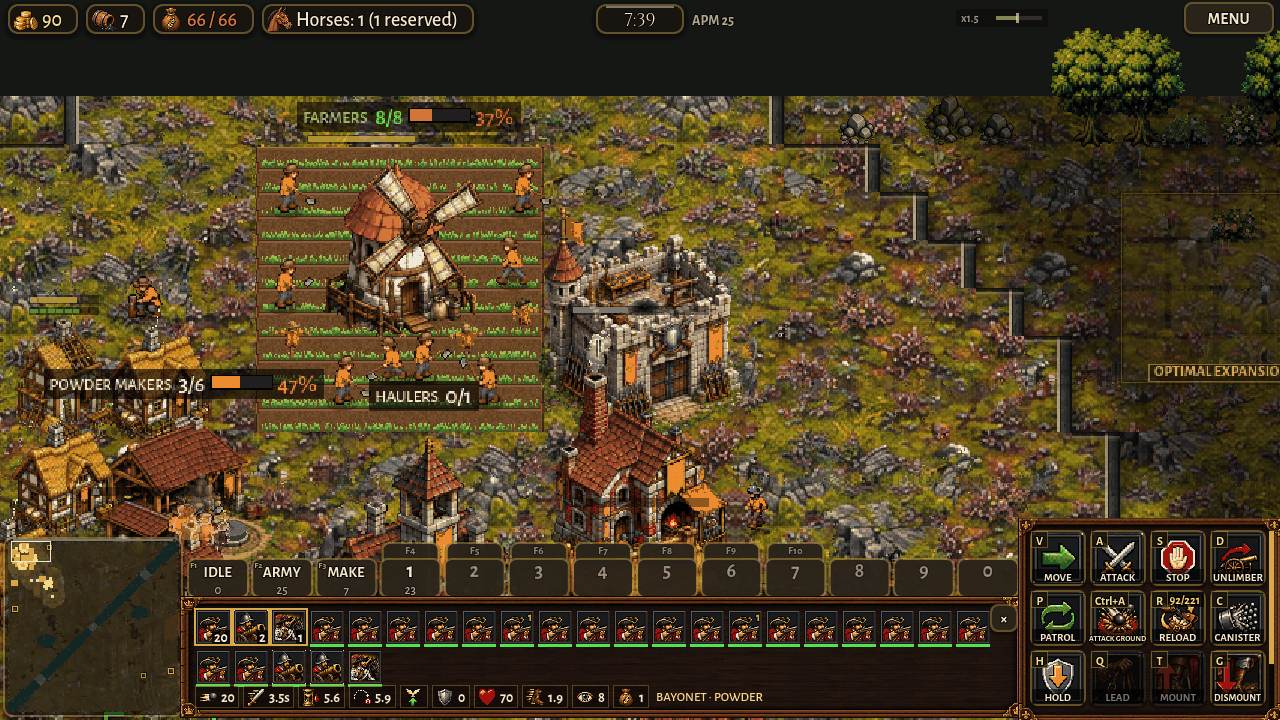 90
7
66/66
Horses: 1 (1 reserved)
7:39
APM 25
x1.5
MENU
FARMERS 8/8 37%
OPTIMAL EXPANSIO
POWDER MAKERS 3/6 47%
HAULERS 0/1
F1 IDLE 0
F2 ARMY 25
F3 MAKE 7
F4 1 23
F5 2
F6 3
F7 4
F8 5
F9 6
F10 7
8
9
0
V MOVE
A ATTACK
S STOP
D UNLIMBER
P PATROL
Ctrl+A ATTACK GROUND
R 92/221 RELOAD
C CANISTER
H HOLD
Q LEAD
T MOUNT
G DISMOUNT
20
2
1
1
1
×
20
3.5s
5.6
5.9
0
70
1.9
8
1
BAYONET · POWDER